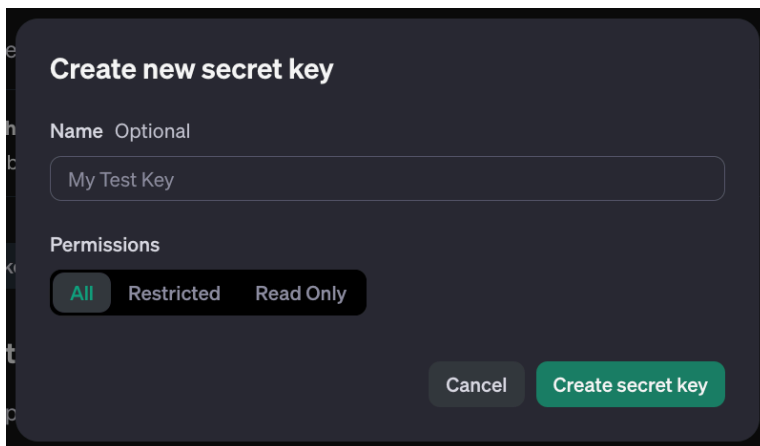 Create new secret key
Name Optional
My Test Key
Permissions
All Restricted Read Only
Cancel Create secret key